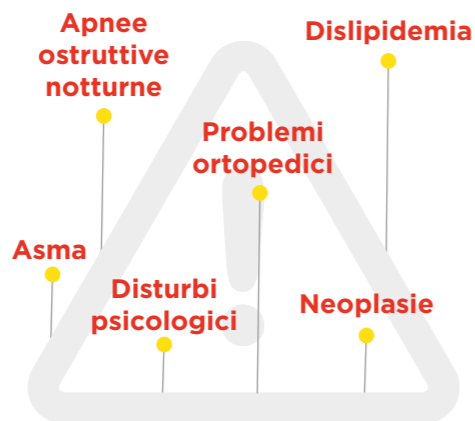 Apnee
ostruttive
notturne
Dislipidemia
Problemi
ortopedici
Asma
Disturbi
psicologici
Neoplasie